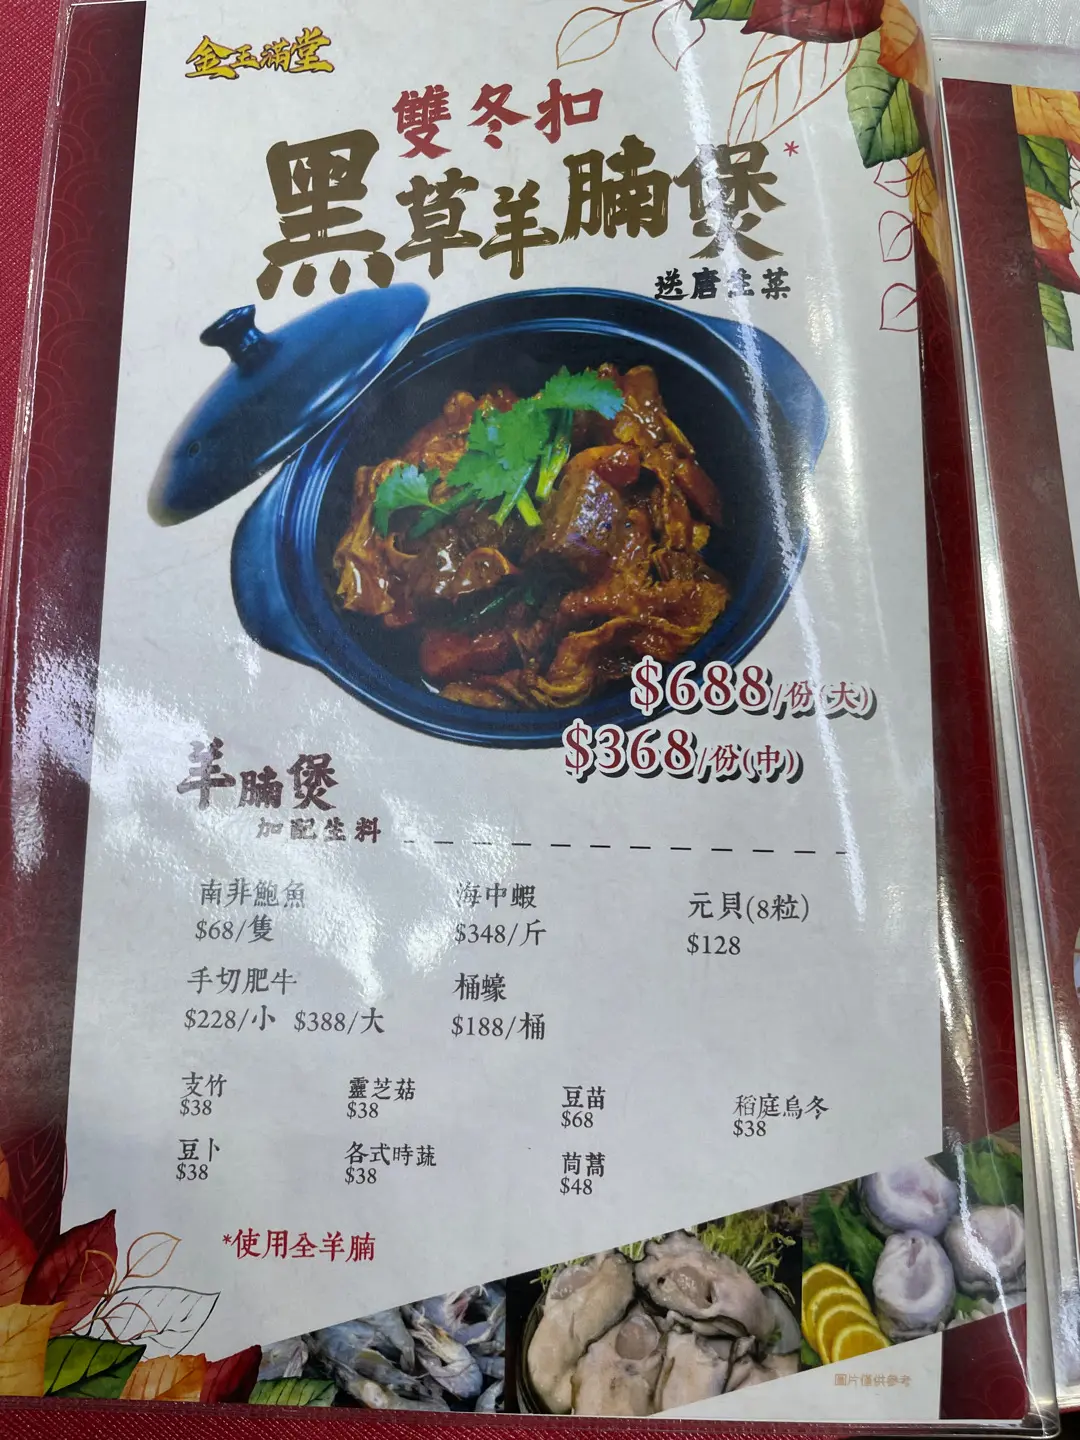 金玉滿堂
雙冬扣
黑草羊腩煲*
送唐生菜
$688/份(大)
$368/份(中)
羊腩煲
加配生料
南非鮑魚
$68/隻
海中蝦
$348/斤
元貝(8粒)
$128
手切肥牛
$228/小 $388/大
桶蠔
$188/桶
支竹
$38
靈芝菇
$38
豆苗
$68
稻庭烏冬
$38
豆卜
$38
各式時蔬
$38
茼蒿
$48
*使用全羊腩
圖片僅供參考